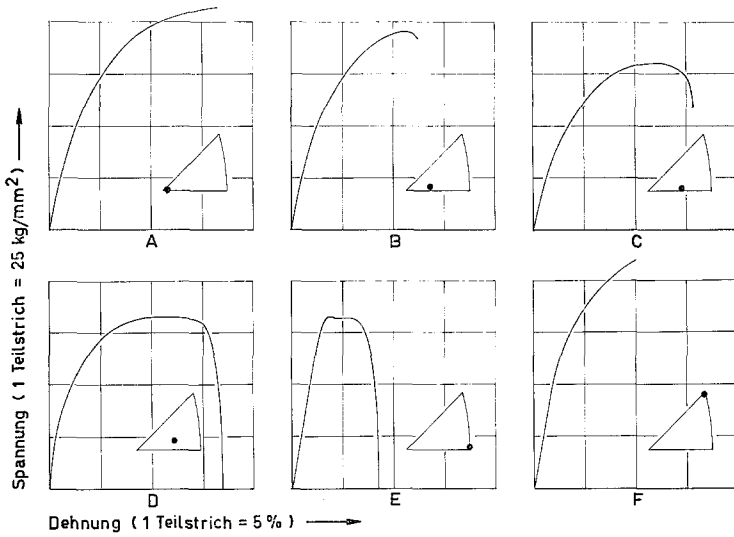 A
B
C
Spannung ( 1 Teilstrich = 25 kg/mm²)
D
E
F
Dehnung ( 1 Teilstrich = 5 % )